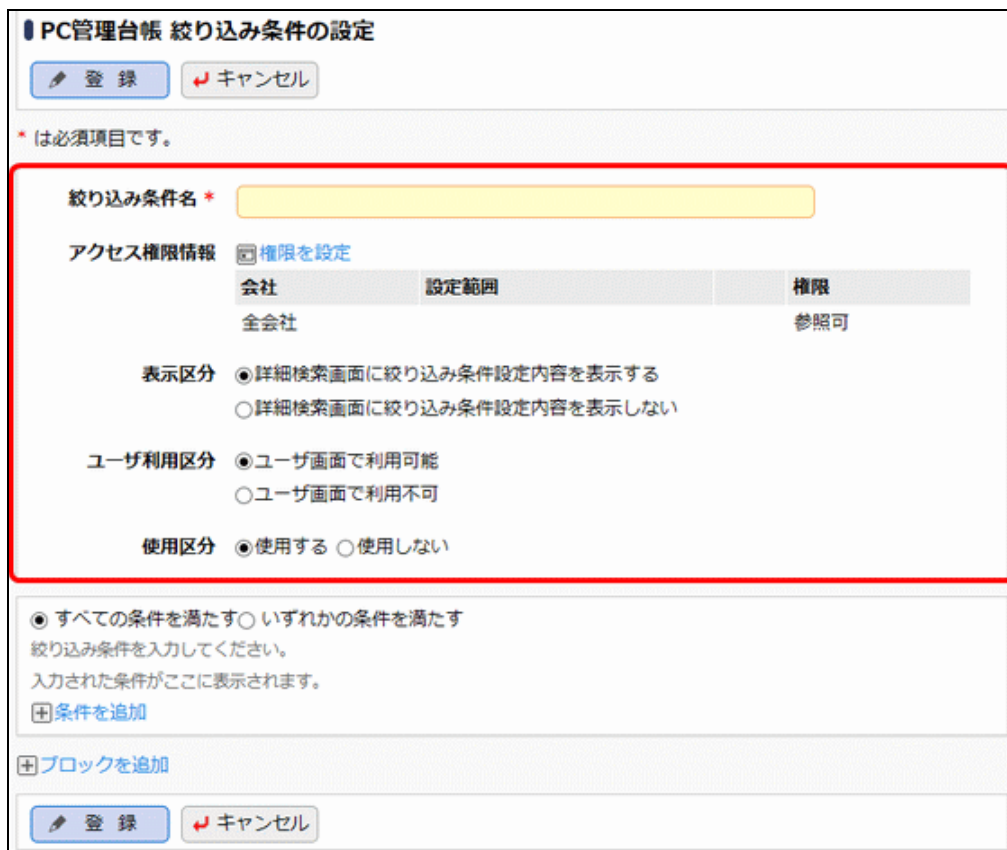 PC管理台帳 絞り込み条件の設定
登 録 キャンセル
* は必須項目です。
絞り込み条件名 *
アクセス権限情報 権限を設定
会社 設定範囲 権限
全会社 参照可
表示区分 詳細検索画面に絞り込み条件設定内容を表示する
詳細検索画面に絞り込み条件設定内容を表示しない
ユーザ利用区分 ユーザ画面で利用可能
ユーザ画面で利用不可
使用区分 使用する 使用しない
すべての条件を満たす いずれかの条件を満たす
絞り込み条件を入力してください。
入力された条件がここに表示されます。
条件を追加
ブロックを追加
登 録 キャンセル